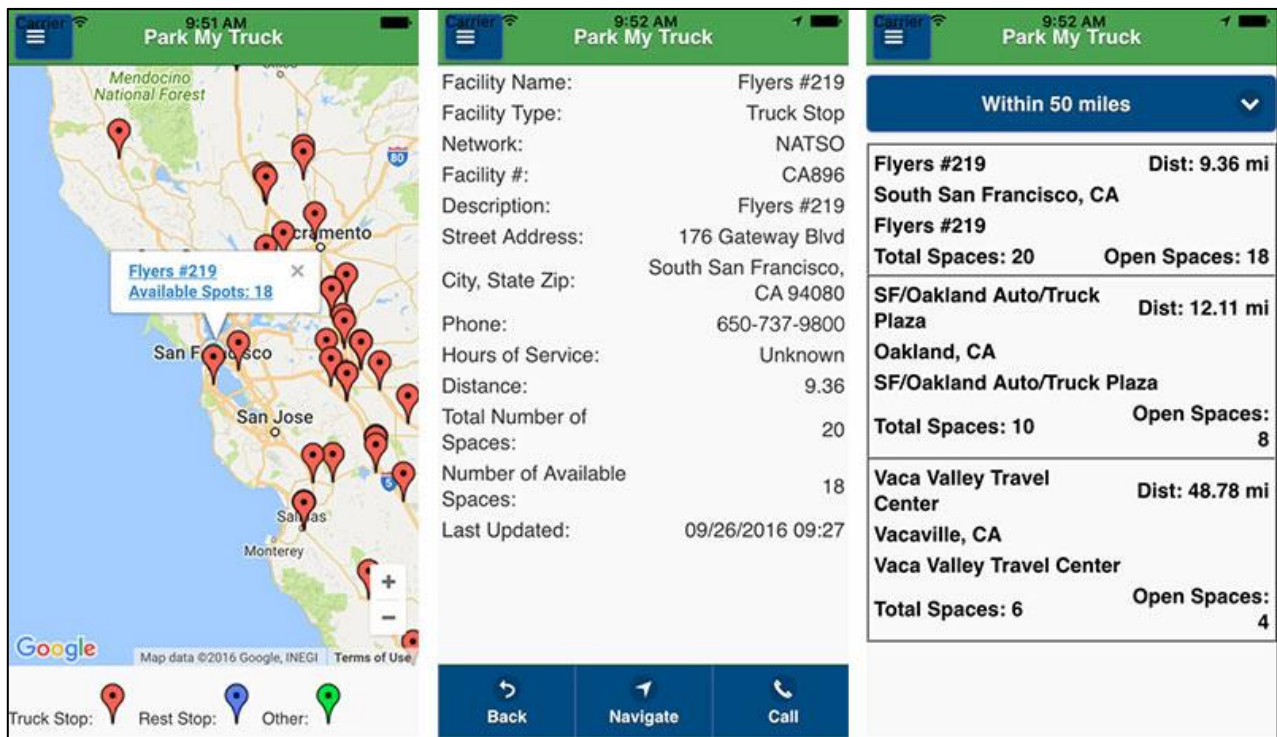 Carrier 9:51 AM
Park My Truck
Mendocino
National Forest
80
cramento
Flyers #219 ×
Available Spots: 18
San F sco
San Jose
5
Sal as
Monterey
+
−
Google
Map data ©2016 Google, INEGI Terms of Use
Truck Stop: Rest Stop: Other:
Carrier 9:52 AM
Park My Truck
Facility Name: Flyers #219
Facility Type: Truck Stop
Network: NATSO
Facility #: CA896
Description: Flyers #219
Street Address: 176 Gateway Blvd
City, State Zip: South San Francisco,
CA 94080
Phone: 650-737-9800
Hours of Service: Unknown
Distance: 9.36
Total Number of
Spaces: 20
Number of Available
Spaces: 18
Last Updated: 09/26/2016 09:27
Back Navigate Call
Carrier 9:52 AM
Park My Truck
Within 50 miles
Flyers #219 Dist: 9.36 mi
South San Francisco, CA
Flyers #219
Total Spaces: 20 Open Spaces: 18
SF/Oakland Auto/Truck
Plaza Dist: 12.11 mi
Oakland, CA
SF/Oakland Auto/Truck Plaza
Total Spaces: 10 Open Spaces:
8
Vaca Valley Travel
Center Dist: 48.78 mi
Vacaville, CA
Vaca Valley Travel Center
Total Spaces: 6 Open Spaces:
4